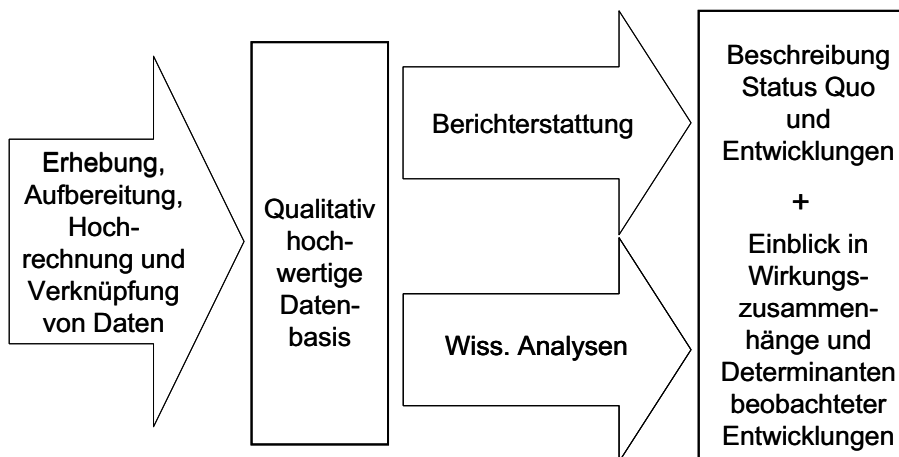 Erhebung,
Aufbereitung,
Hoch-
rechnung und
Verknüpfung
von Daten
Qualitativ
hoch-
wertige
Daten-
basis
Berichterstattung
Wiss. Analysen
Beschreibung
Status Quo
und
Entwicklungen
+
Einblick in
Wirkungs-
zusammen-
hänge und
Determinanten
beobachteter
Entwicklungen